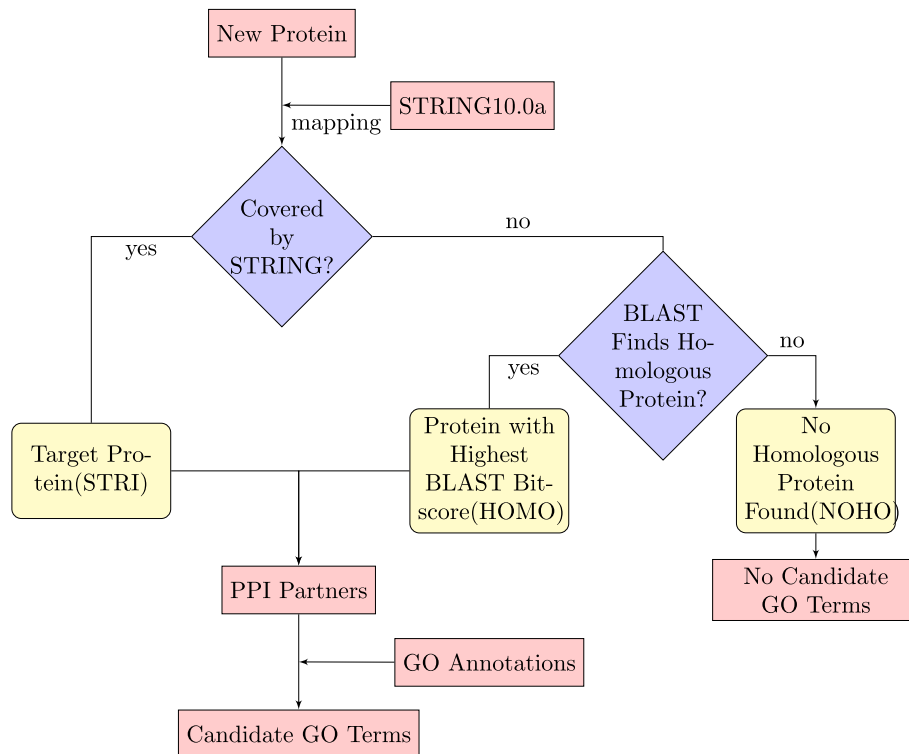 New Protein
STRING10.0a
mapping
Covered
by
STRING?
yes
no
BLAST
Finds Ho-
mologous
Protein?
yes
no
Target Pro-
tein(STRI)
Protein with
Highest
BLAST Bit-
score(HOMO)
No
Homologous
Protein
Found(NOHO)
PPI Partners
No Candidate
GO Terms
GO Annotations
Candidate GO Terms